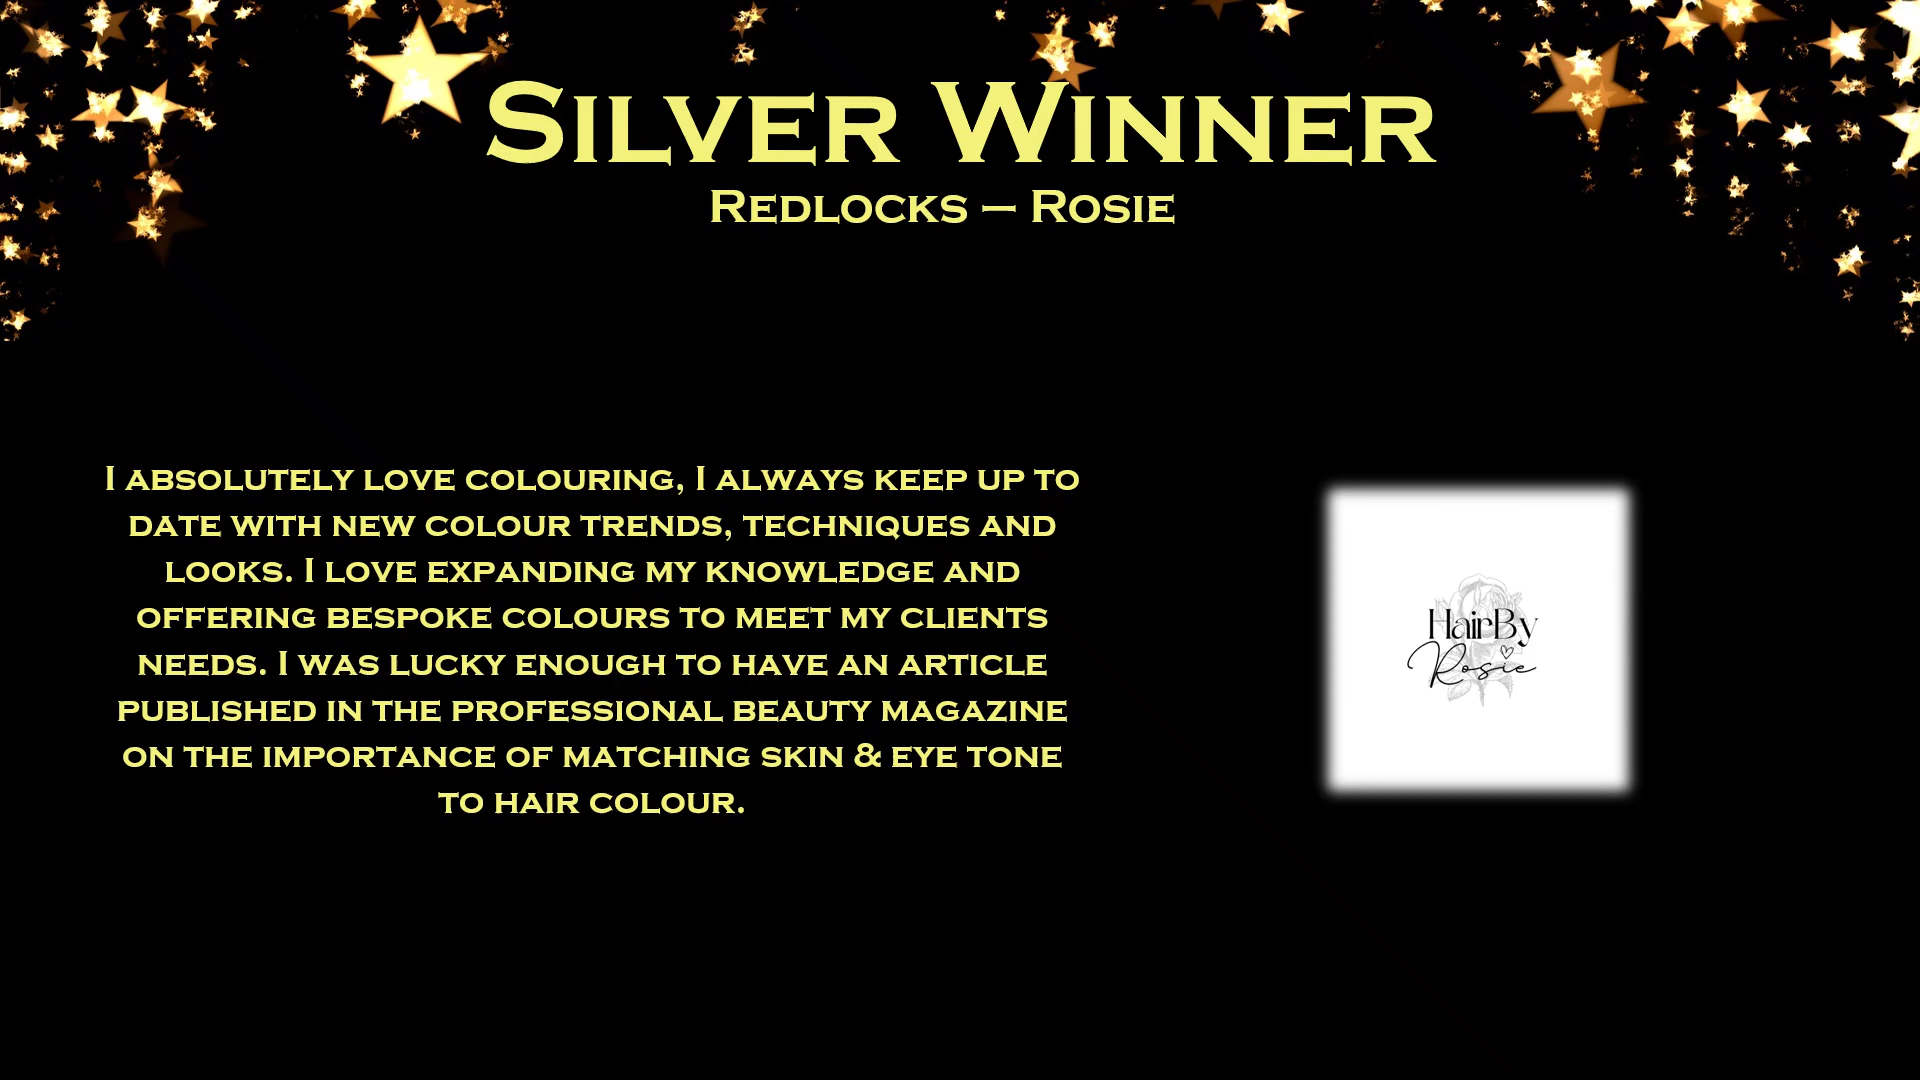 Silver Winner
Redlocks – Rosie
I absolutely love colouring, I always keep up to
date with new colour trends, techniques and
looks. I love expanding my knowledge and
offering bespoke colours to meet my clients
needs. I was lucky enough to have an article
published in the professional beauty magazine
on the importance of matching skin & eye tone
to hair colour.
HairBy
Rosie